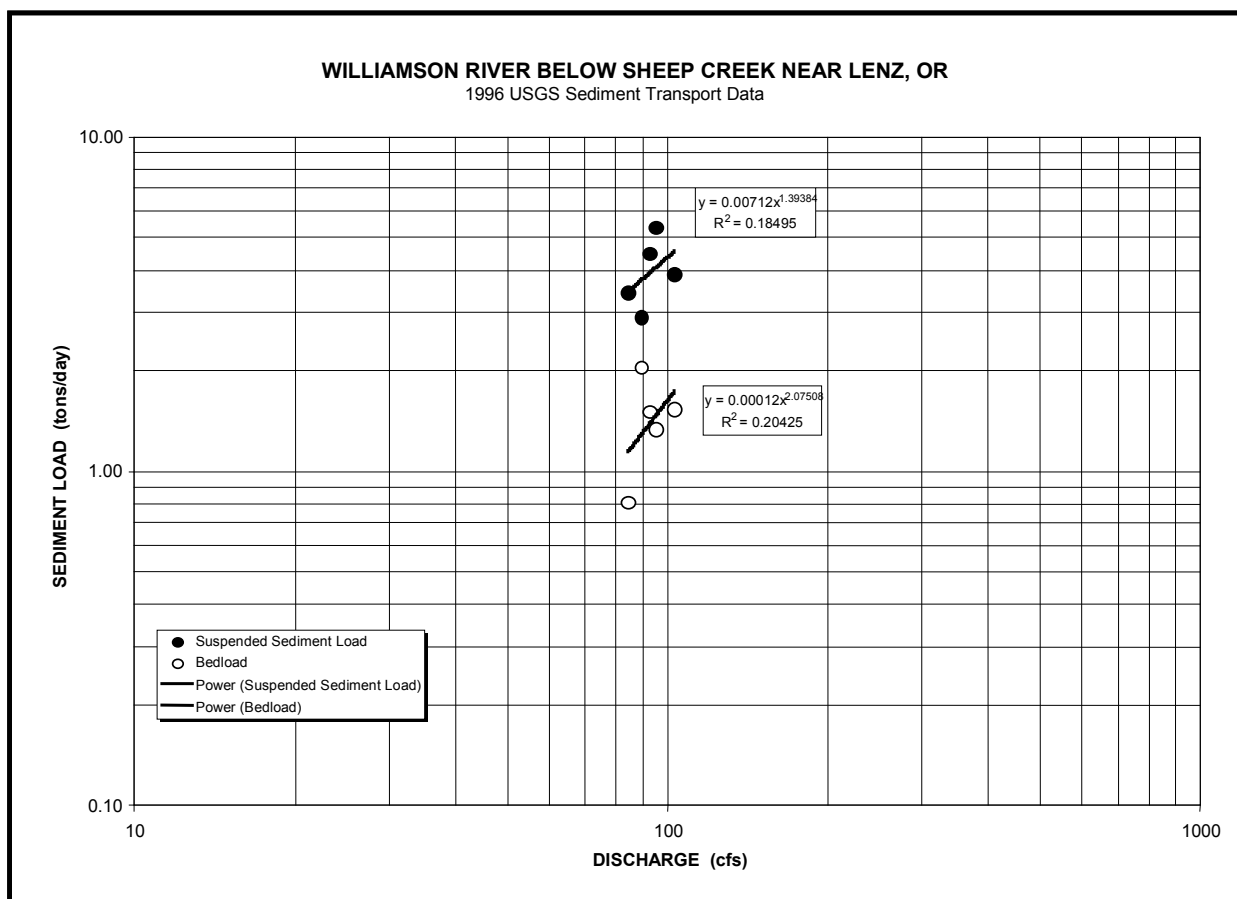 WILLIAMSON RIVER BELOW SHEEP CREEK NEAR LENZ, OR
1996 USGS Sediment Transport Data
10.00
y = 0.00712x^1.39384
R^2 = 0.18495
SEDIMENT LOAD (tons/day)
y = 0.00012x^2.07508
R^2 = 0.20425
1.00
Suspended Sediment Load
Bedload
Power (Suspended Sediment Load)
Power (Bedload)
0.10
10
100
1000
DISCHARGE (cfs)